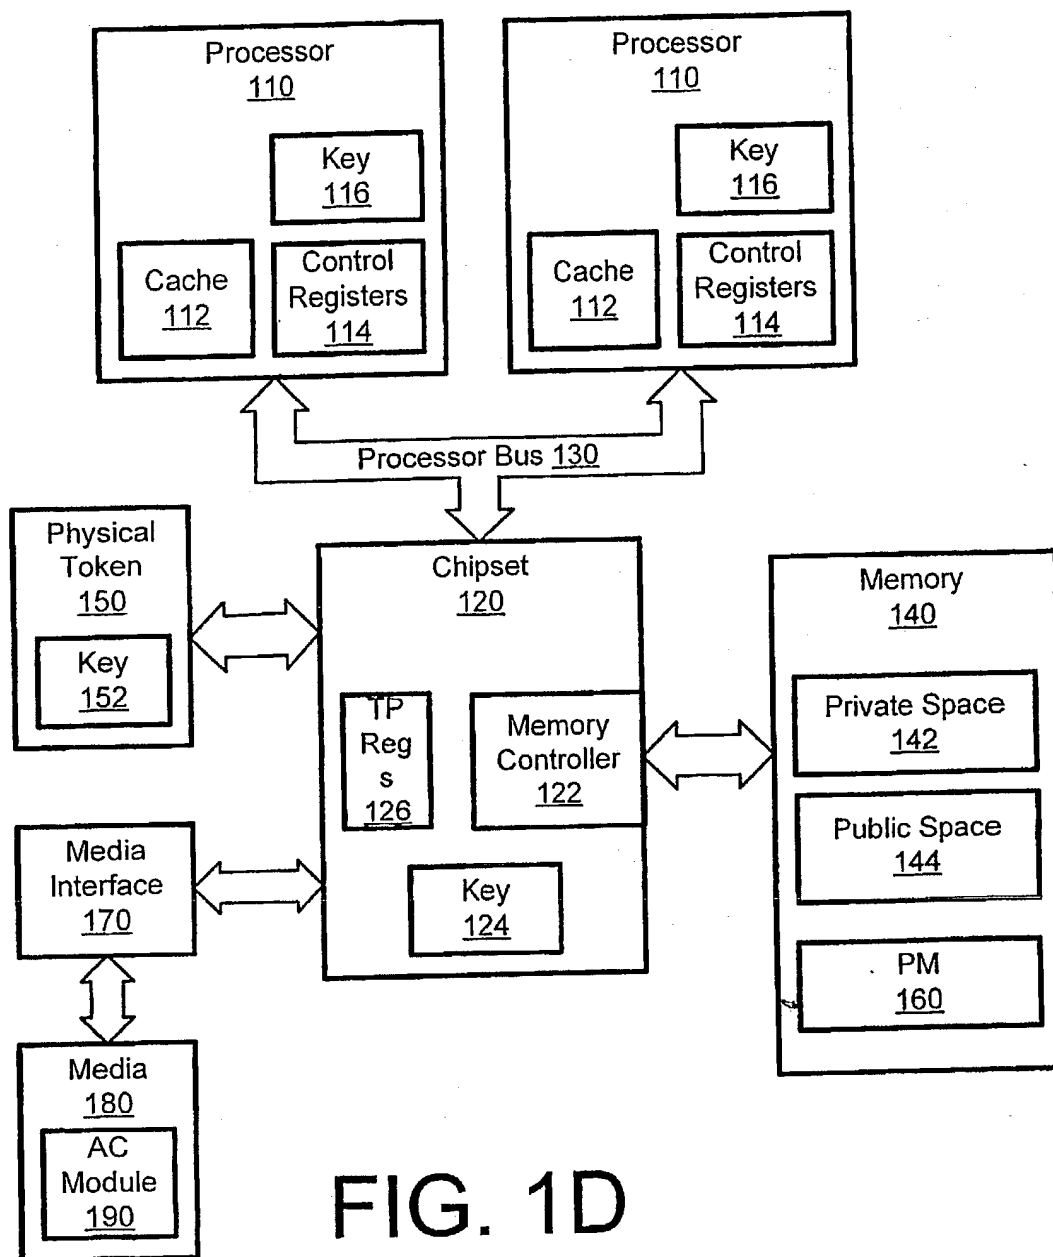 Processor
110
Key
116
Cache
112
Control
Registers
114
Processor
110
Key
116
Cache
112
Control
Registers
114
Processor Bus 130
Physical
Token
150
Key
152
Chipset
120
TP
Reg
s
126
Memory
Controller
122
Key
124
Memory
140
Private Space
142
Public Space
144
PM
160
Media
Interface
170
Media
180
AC
Module
190
FIG. 1D